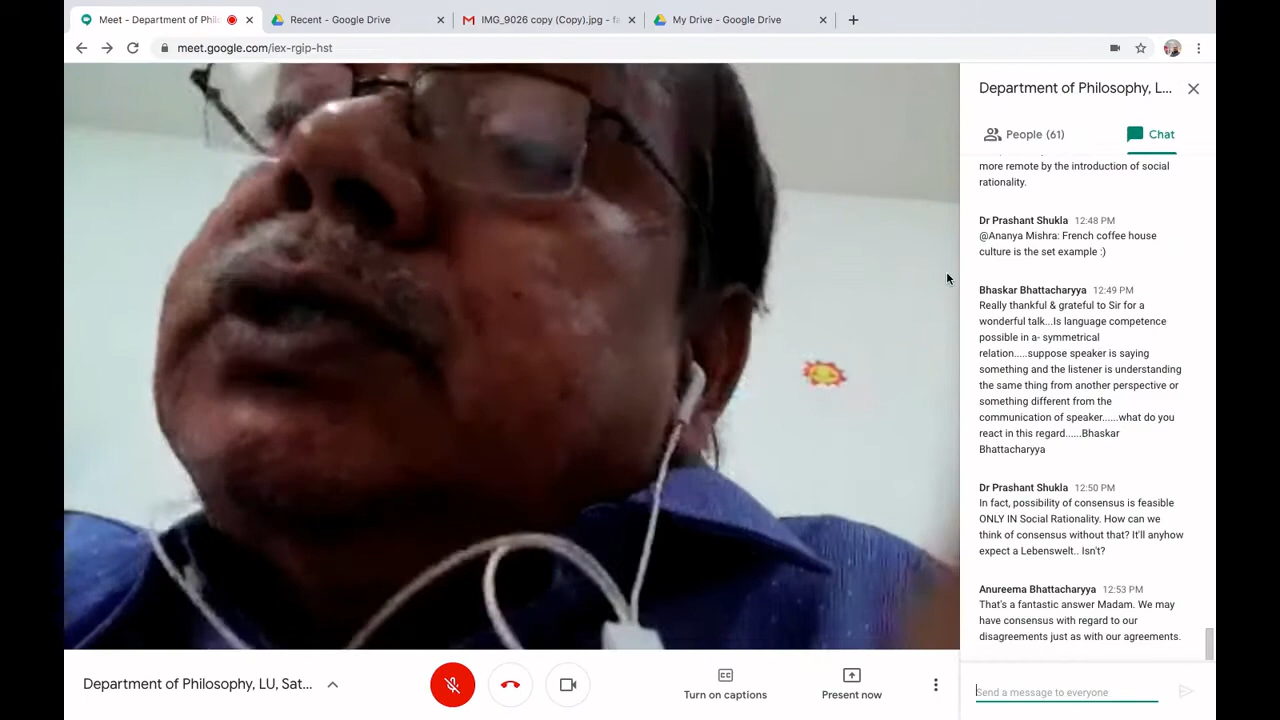 Meet - Department of Philo
Recent - Google Drive
IMG_9026 copy (Copy).jpg - fa
My Drive - Google Drive
meet.google.com/iex-rgip-hst
Department of Philosophy, L...
People (61)
Chat
more remote by the introduction of social
rationality.
Dr Prashant Shukla 12:48 PM
@Ananya Mishra: French coffee house
culture is the set example :)
Bhaskar Bhattacharyya 12:49 PM
Really thankful & grateful to Sir for a
wonderful talk...Is language competence
possible in a- symmetrical
relation.....suppose speaker is saying
something and the listener is understanding
the same thing from another perspective or
something different from the
communication of speaker......what do you
react in this regard......Bhaskar
Bhattacharyya
Dr Prashant Shukla 12:50 PM
In fact, possibility of consensus is feasible
ONLY IN Social Rationality. How can we
think of consensus without that? It'll anyhow
expect a Lebenswelt.. Isn't?
Anureema Bhattacharyya 12:53 PM
That's a fantastic answer Madam. We may
have consensus with regard to our
disagreements just as with our agreements.
Send a message to everyone
Department of Philosophy, LU, Sat...
CC
Turn on captions
Present now